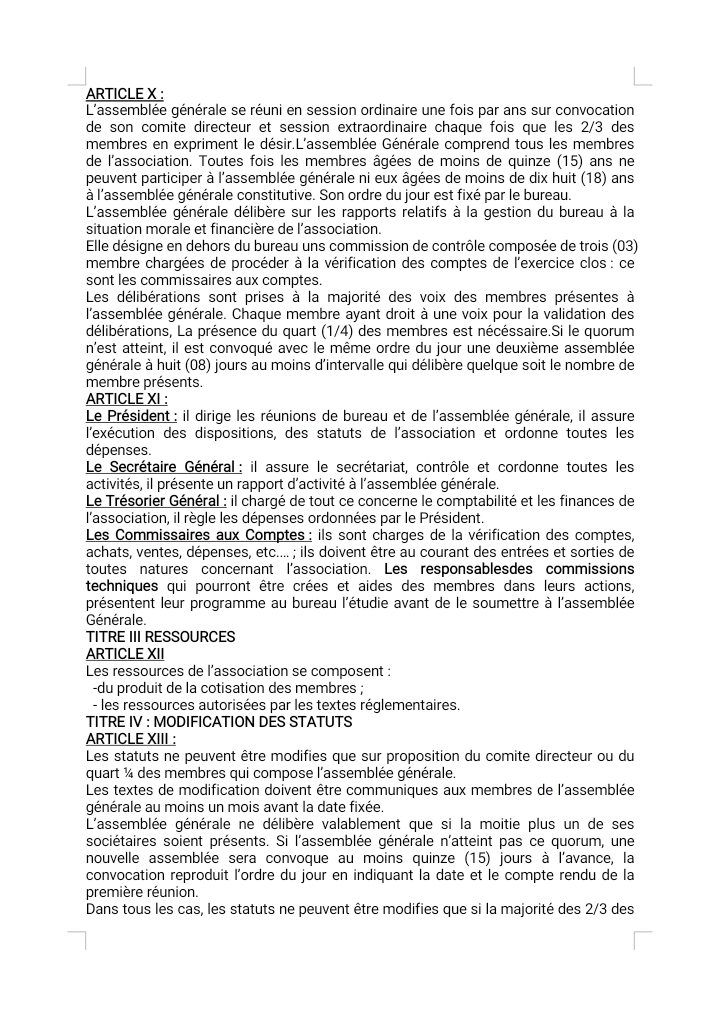 ARTICLE X :
L’assemblée générale se réuni en session ordinaire une fois par ans sur convocation
de son comite directeur et session extraordinaire chaque fois que les 2/3 des
membres en expriment le désir.L’assemblée Générale comprend tous les membres
de l’association. Toutes fois les membres âgées de moins de quinze (15) ans ne
peuvent participer à l’assemblée générale ni eux âgées de moins de dix huit (18) ans
à l’assemblée générale constitutive. Son ordre du jour est fixé par le bureau.
L’assemblée générale délibère sur les rapports relatifs à la gestion du bureau à la
situation morale et financière de l’association.
Elle désigne en dehors du bureau uns commission de contrôle composée de trois (03)
membre chargées de procéder à la vérification des comptes de l’exercice clos : ce
sont les commissaires aux comptes.
Les délibérations sont prises à la majorité des voix des membres présentes à
l’assemblée générale. Chaque membre ayant droit à une voix pour la validation des
délibérations, La présence du quart (1/4) des membres est nécéssaire.Si le quorum
n’est atteint, il est convoqué avec le même ordre du jour une deuxième assemblée
générale à huit (08) jours au moins d’intervalle qui délibère quelque soit le nombre de
membre présents.
ARTICLE XI :
Le Président : il dirige les réunions de bureau et de l’assemblée générale, il assure
l’exécution des dispositions, des statuts de l’association et ordonne toutes les
dépenses.
Le Secrétaire Général : il assure le secrétariat, contrôle et cordonne toutes les
activités, il présente un rapport d’activité à l’assemblée générale.
Le Trésorier Général : il chargé de tout ce concerne le comptabilité et les finances de
l’association, il règle les dépenses ordonnées par le Président.
Les Commissaires aux Comptes : ils sont charges de la vérification des comptes,
achats, ventes, dépenses, etc.… ; ils doivent être au courant des entrées et sorties de
toutes natures concernant l’association. Les responsablesdes commissions
techniques qui pourront être crées et aides des membres dans leurs actions,
présentent leur programme au bureau l’étudie avant de le soumettre à l’assemblée
Générale.
TITRE III RESSOURCES
ARTICLE XII
Les ressources de l’association se composent :
-du produit de la cotisation des membres ;
- les ressources autorisées par les textes réglementaires.
TITRE IV : MODIFICATION DES STATUTS
ARTICLE XIII :
Les statuts ne peuvent être modifies que sur proposition du comite directeur ou du
quart ¼ des membres qui compose l’assemblée générale.
Les textes de modification doivent être communiques aux membres de l’assemblée
générale au moins un mois avant la date fixée.
L’assemblée générale ne délibère valablement que si la moitie plus un de ses
sociétaires soient présents. Si l’assemblée générale n’atteint pas ce quorum, une
nouvelle assemblée sera convoque au moins quinze (15) jours à l’avance, la
convocation reproduit l’ordre du jour en indiquant la date et le compte rendu de la
première réunion.
Dans tous les cas, les statuts ne peuvent être modifies que si la majorité des 2/3 des